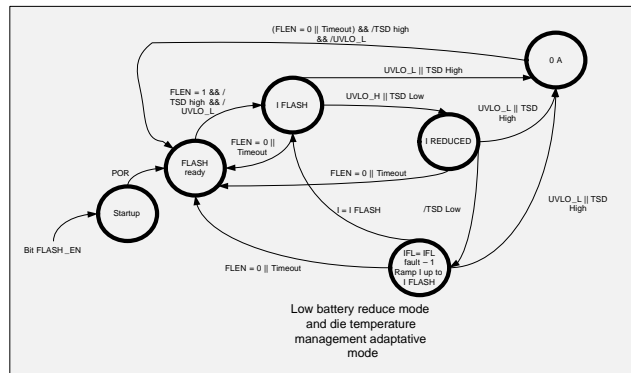 (FLEN = 0 || Timeout) && /TSD high
&& /UVLO_L
0 A
UVLO_L || TSD High
FLEN = 1 && /
TSD high && /
UVLO_L
I FLASH
UVLO_H || TSD Low
UVLO_L || TSD
High
I REDUCED
FLEN = 0 ||
Timeout
FLASH
ready
FLEN = 0 || Timeout
POR
Startup
I = I FLASH
/TSD Low
UVLO_L || TSD
High
Bit FLASH _EN
FLEN = 0 || Timeout
IFL= IFL
fault – 1
Ramp I up to
I FLASH
Low battery reduce mode
and die temperature
management adaptative
mode